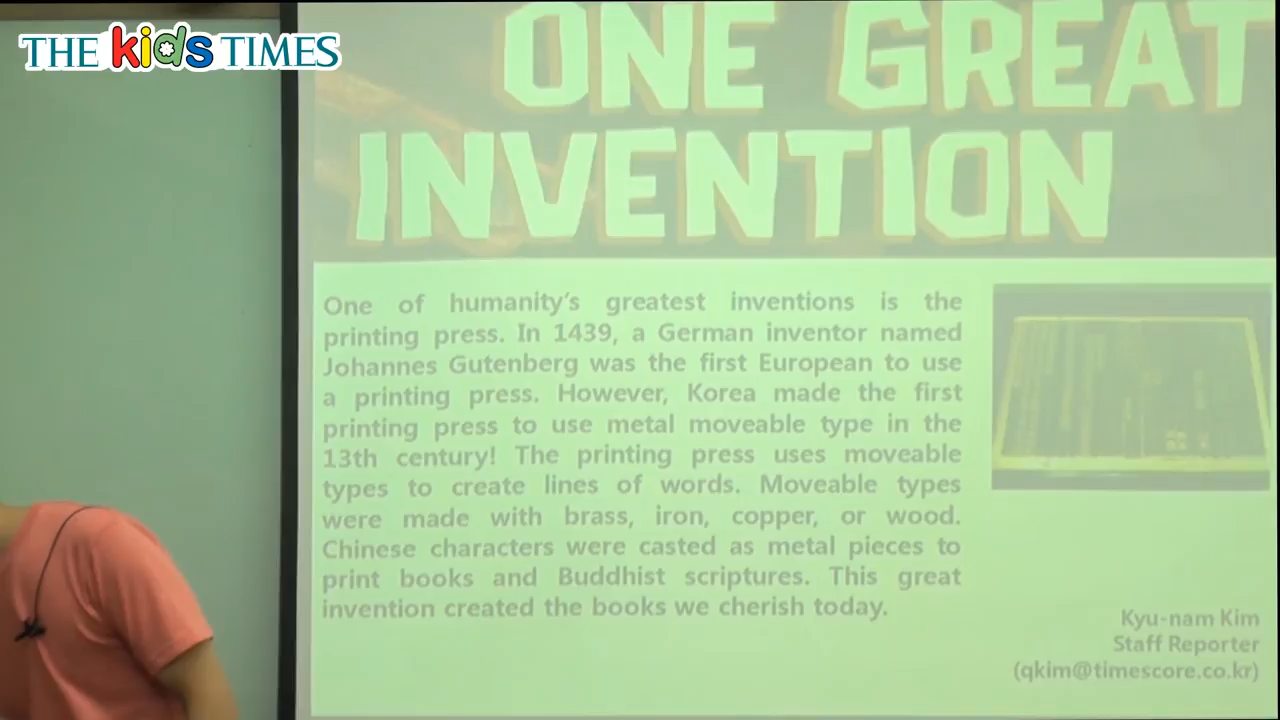 THE kids TIMES
ONE GREAT
INVENTION
One of humanity's greatest inventions is the
printing press. In 1439, a German inventor named
Johannes Gutenberg was the first European to use
a printing press. However, Korea made the first
printing press to use metal moveable type in the
13th century! The printing press uses moveable
types to create lines of words. Moveable types
were made with brass, iron, copper, or wood.
Chinese characters were casted as metal pieces to
print books and Buddhist scriptures. This great
invention created the books we cherish today.
Kyu-nam Kim
Staff Reporter
(qkim@timescore.co.kr)